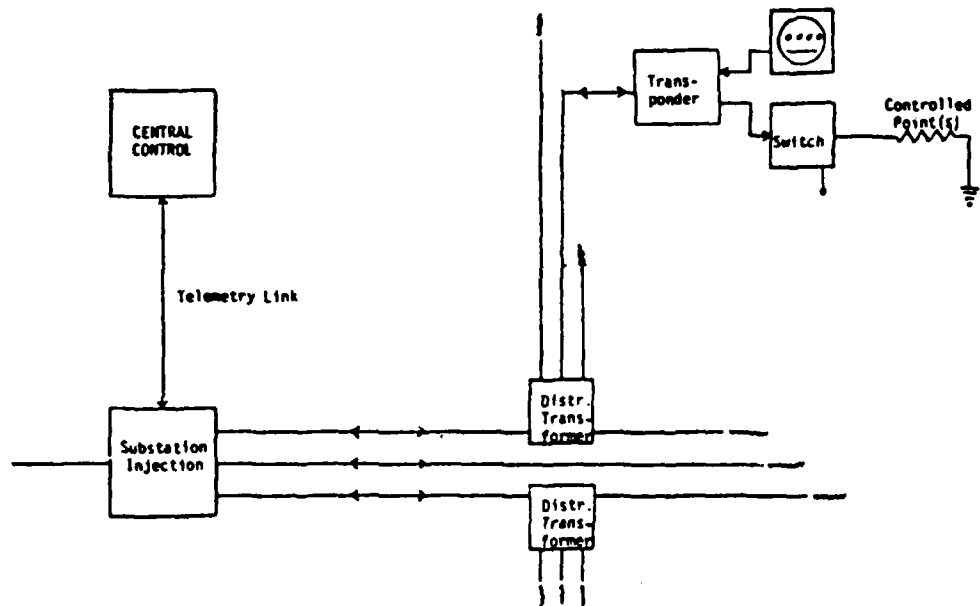 CENTRAL
CONTROL
Telemetry Link
Substation
Injection
Trans-
ponder
Switch
Controlled
Point(s)
Distr.
Trans-
former
Distr.
Trans-
former